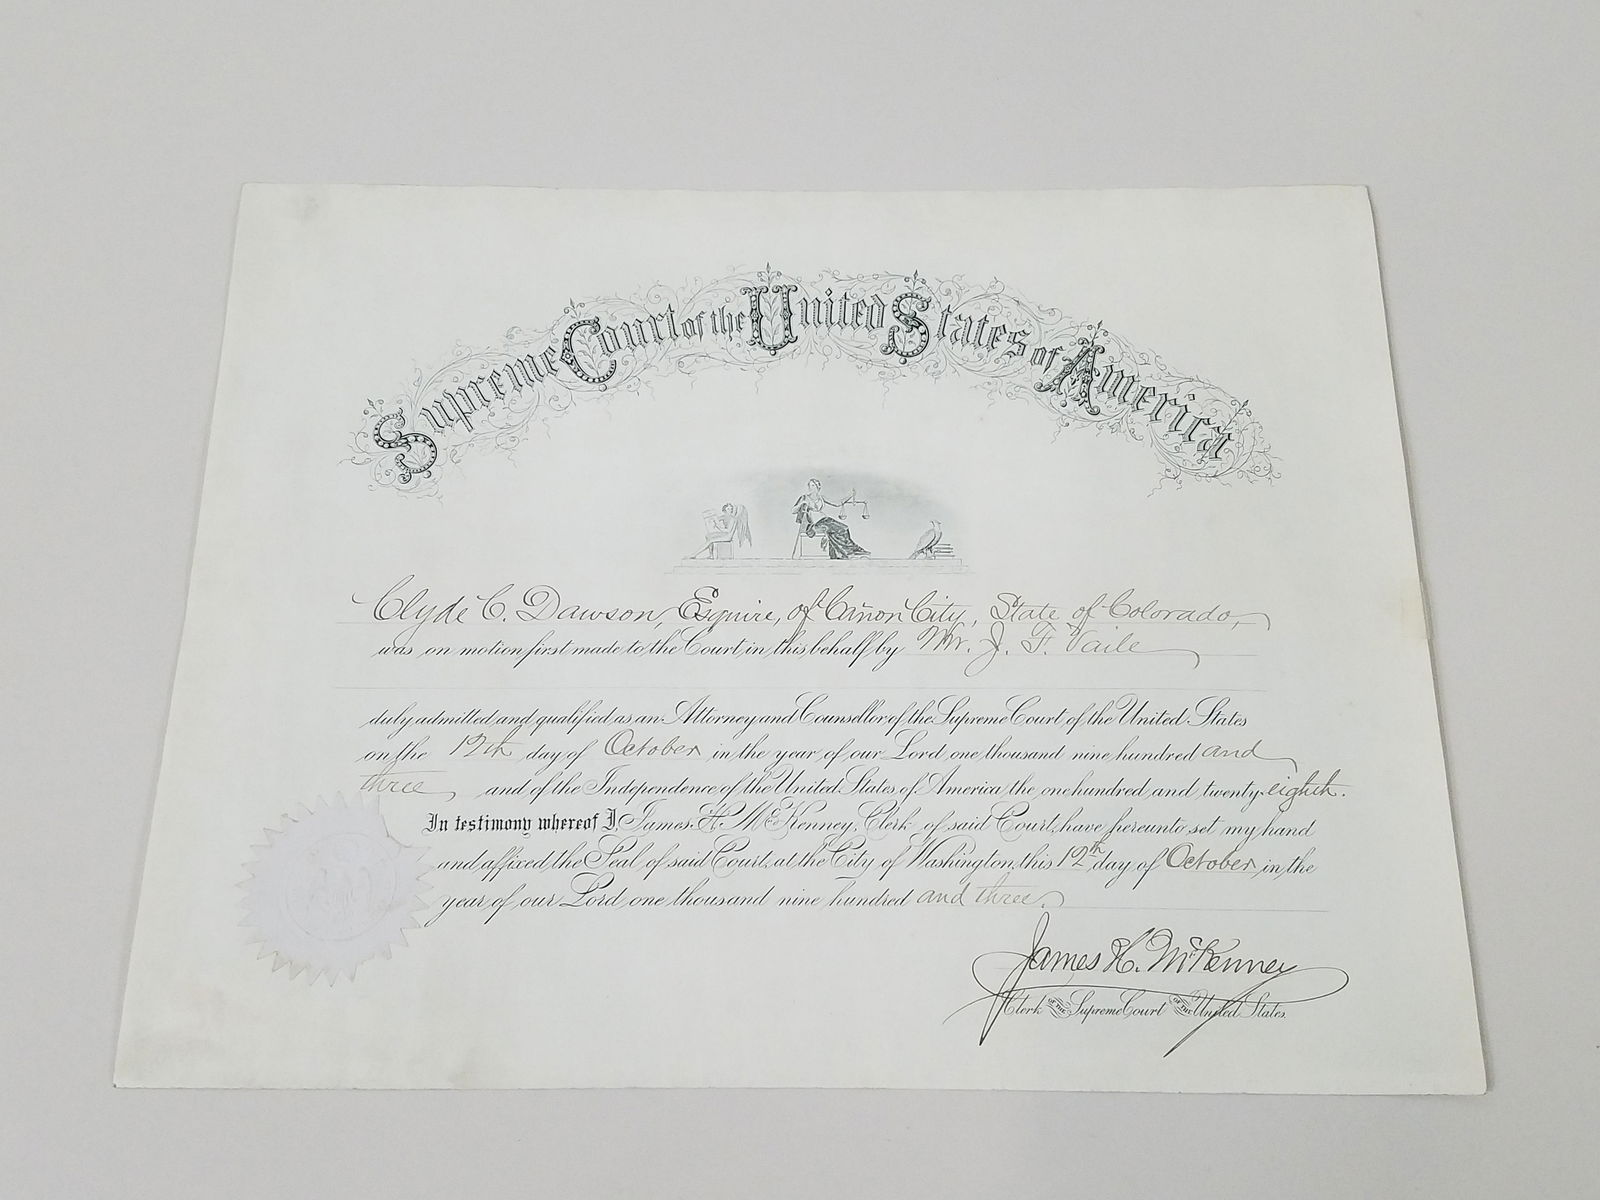 Supreme Court of the United States of America
Clyde C. Dawson, Esquire, of Cañon City, State of Colorado,
was on motion first made to the Court in this behalf by Mr. J. F. Vaile
duly admitted and qualified as an Attorney and Counsellor of the Supreme Court of the United States
on the 12th day of October in the year of our Lord one thousand nine hundred and
three, and of the Independence of the United States of America the one hundred and twenty-eighth.
In testimony whereof I, James H. McKenney, Clerk of said Court, have hereunto set my hand
and affixed the Seal of said Court, at the City of Washington, this 12th day of October in the
year of our Lord one thousand nine hundred and three.
James H. McKenney
Clerk OF THE Supreme Court OF THE United States.